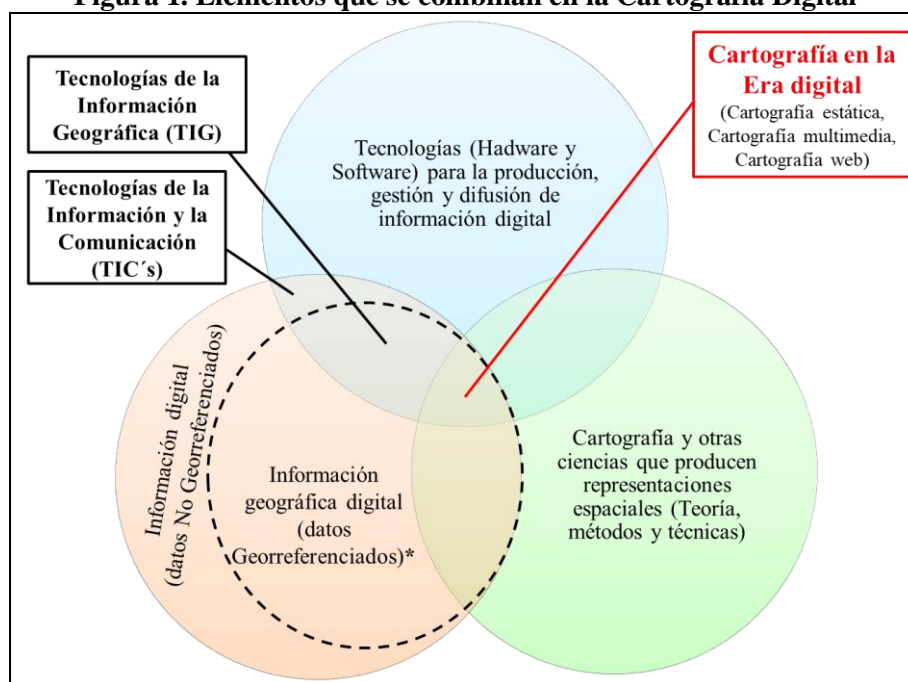 Figura 1. Elementos que se combinan en la Cartografía Digital
Tecnologías de la
Información
Geográfica (TIG)
Tecnologías de la
Información y la
Comunicación
(TIC´s)
Cartografía en la
Era digital
(Cartografía estática,
Cartografía multimedia,
Cartografía web)
Tecnologías (Hadware y
Software) para la producción,
gestión y difusión de
información digital
Información digital
(datos No Georreferenciados)
Información
geográfica digital
(datos
Georreferenciados)*
Cartografía y otras
ciencias que producen
representaciones
espaciales (Teoría,
métodos y técnicas)